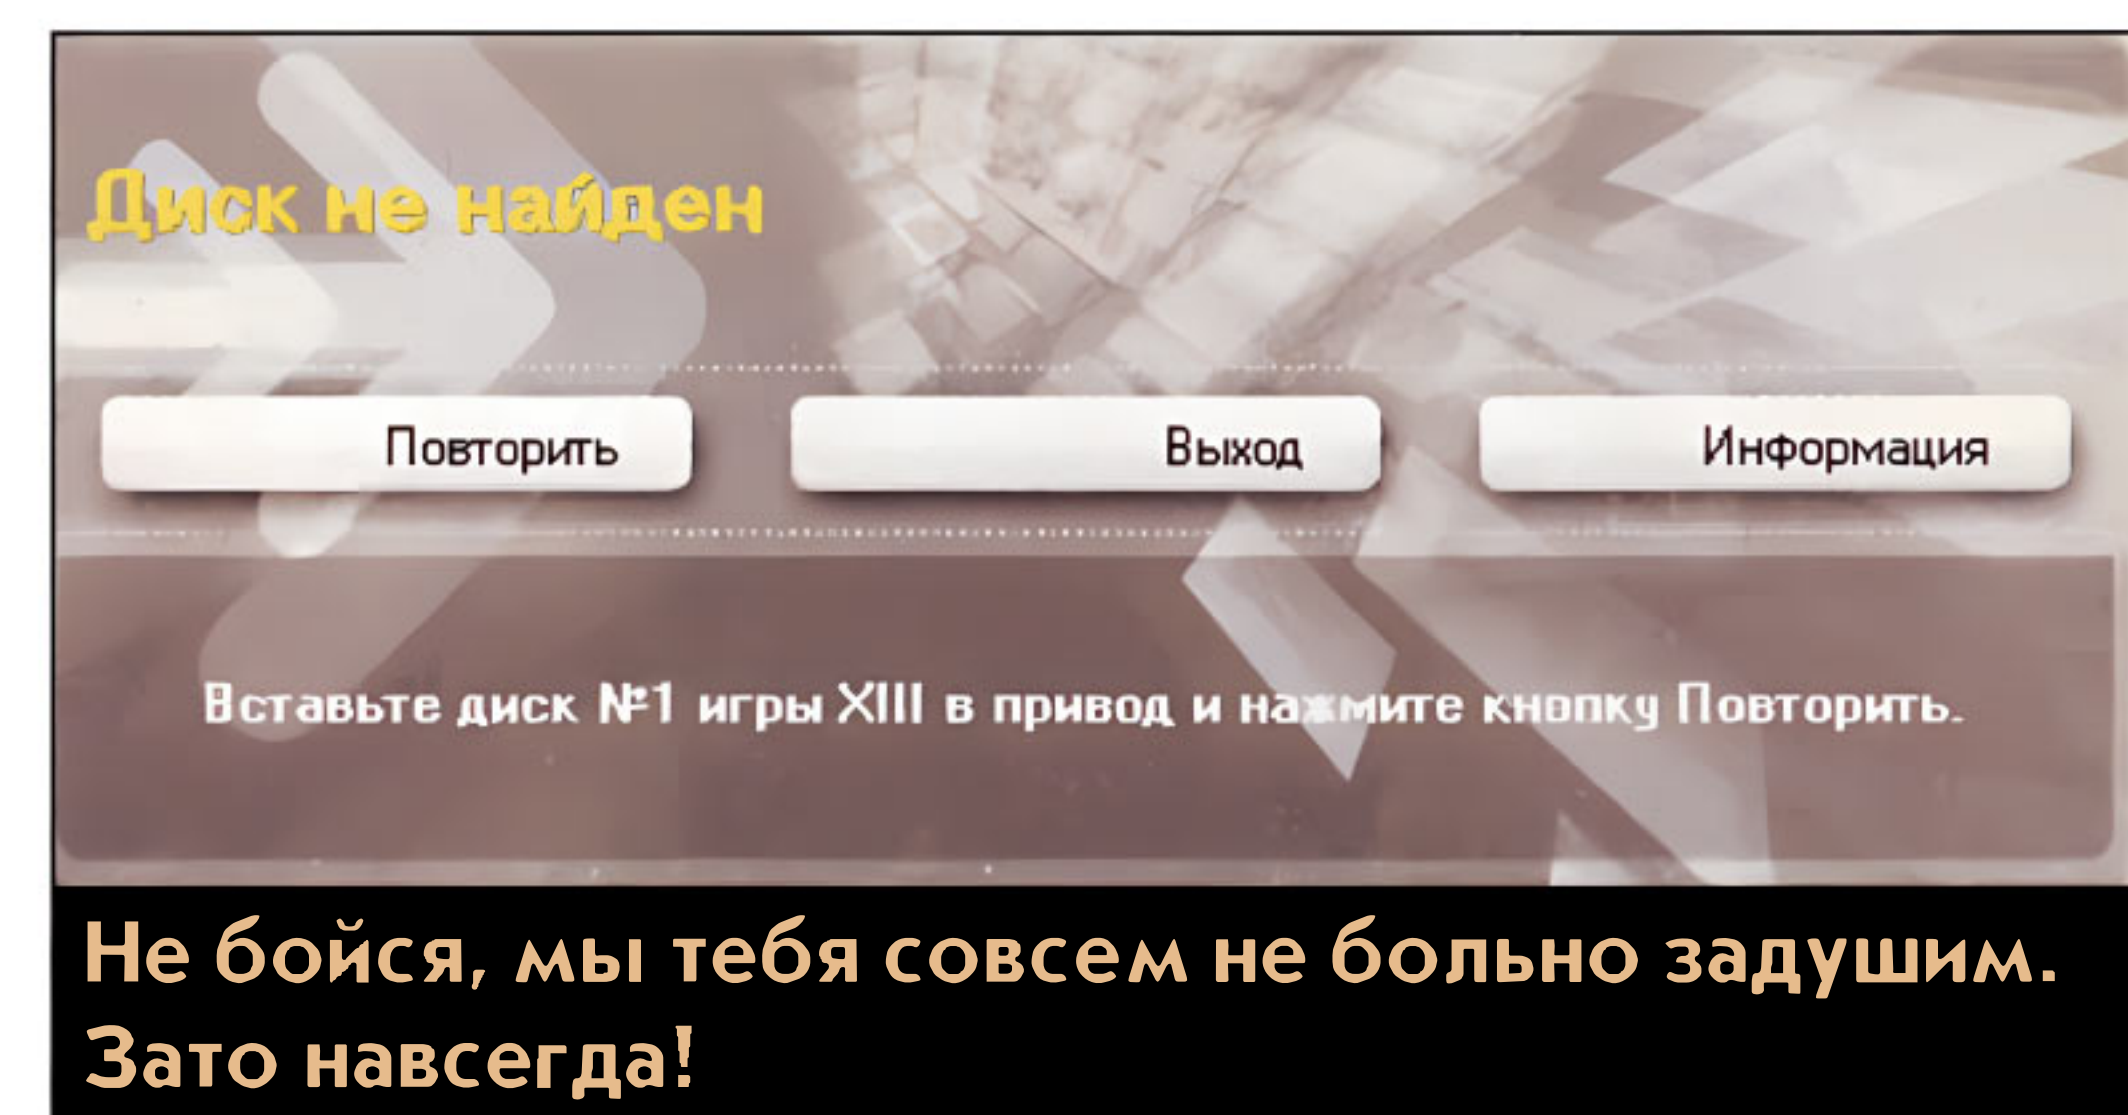 Диск не найден
Повторить Выход Информация
Вставьте диск №1 игры XIII в привод и нажмите кнопку Повторить.
Не бойся, мы тебя совсем не больно задушим.
Зато навсегда!